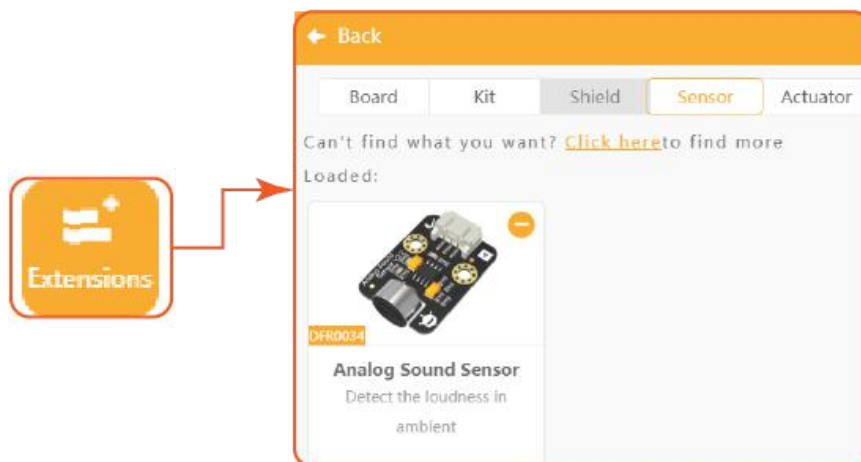 Back
Board Kit Shield Sensor Actuator
Can't find what you want? Click hereto find more
Loaded:
Extensions
DFR0034
Analog Sound Sensor
Detect the loudness in
ambient